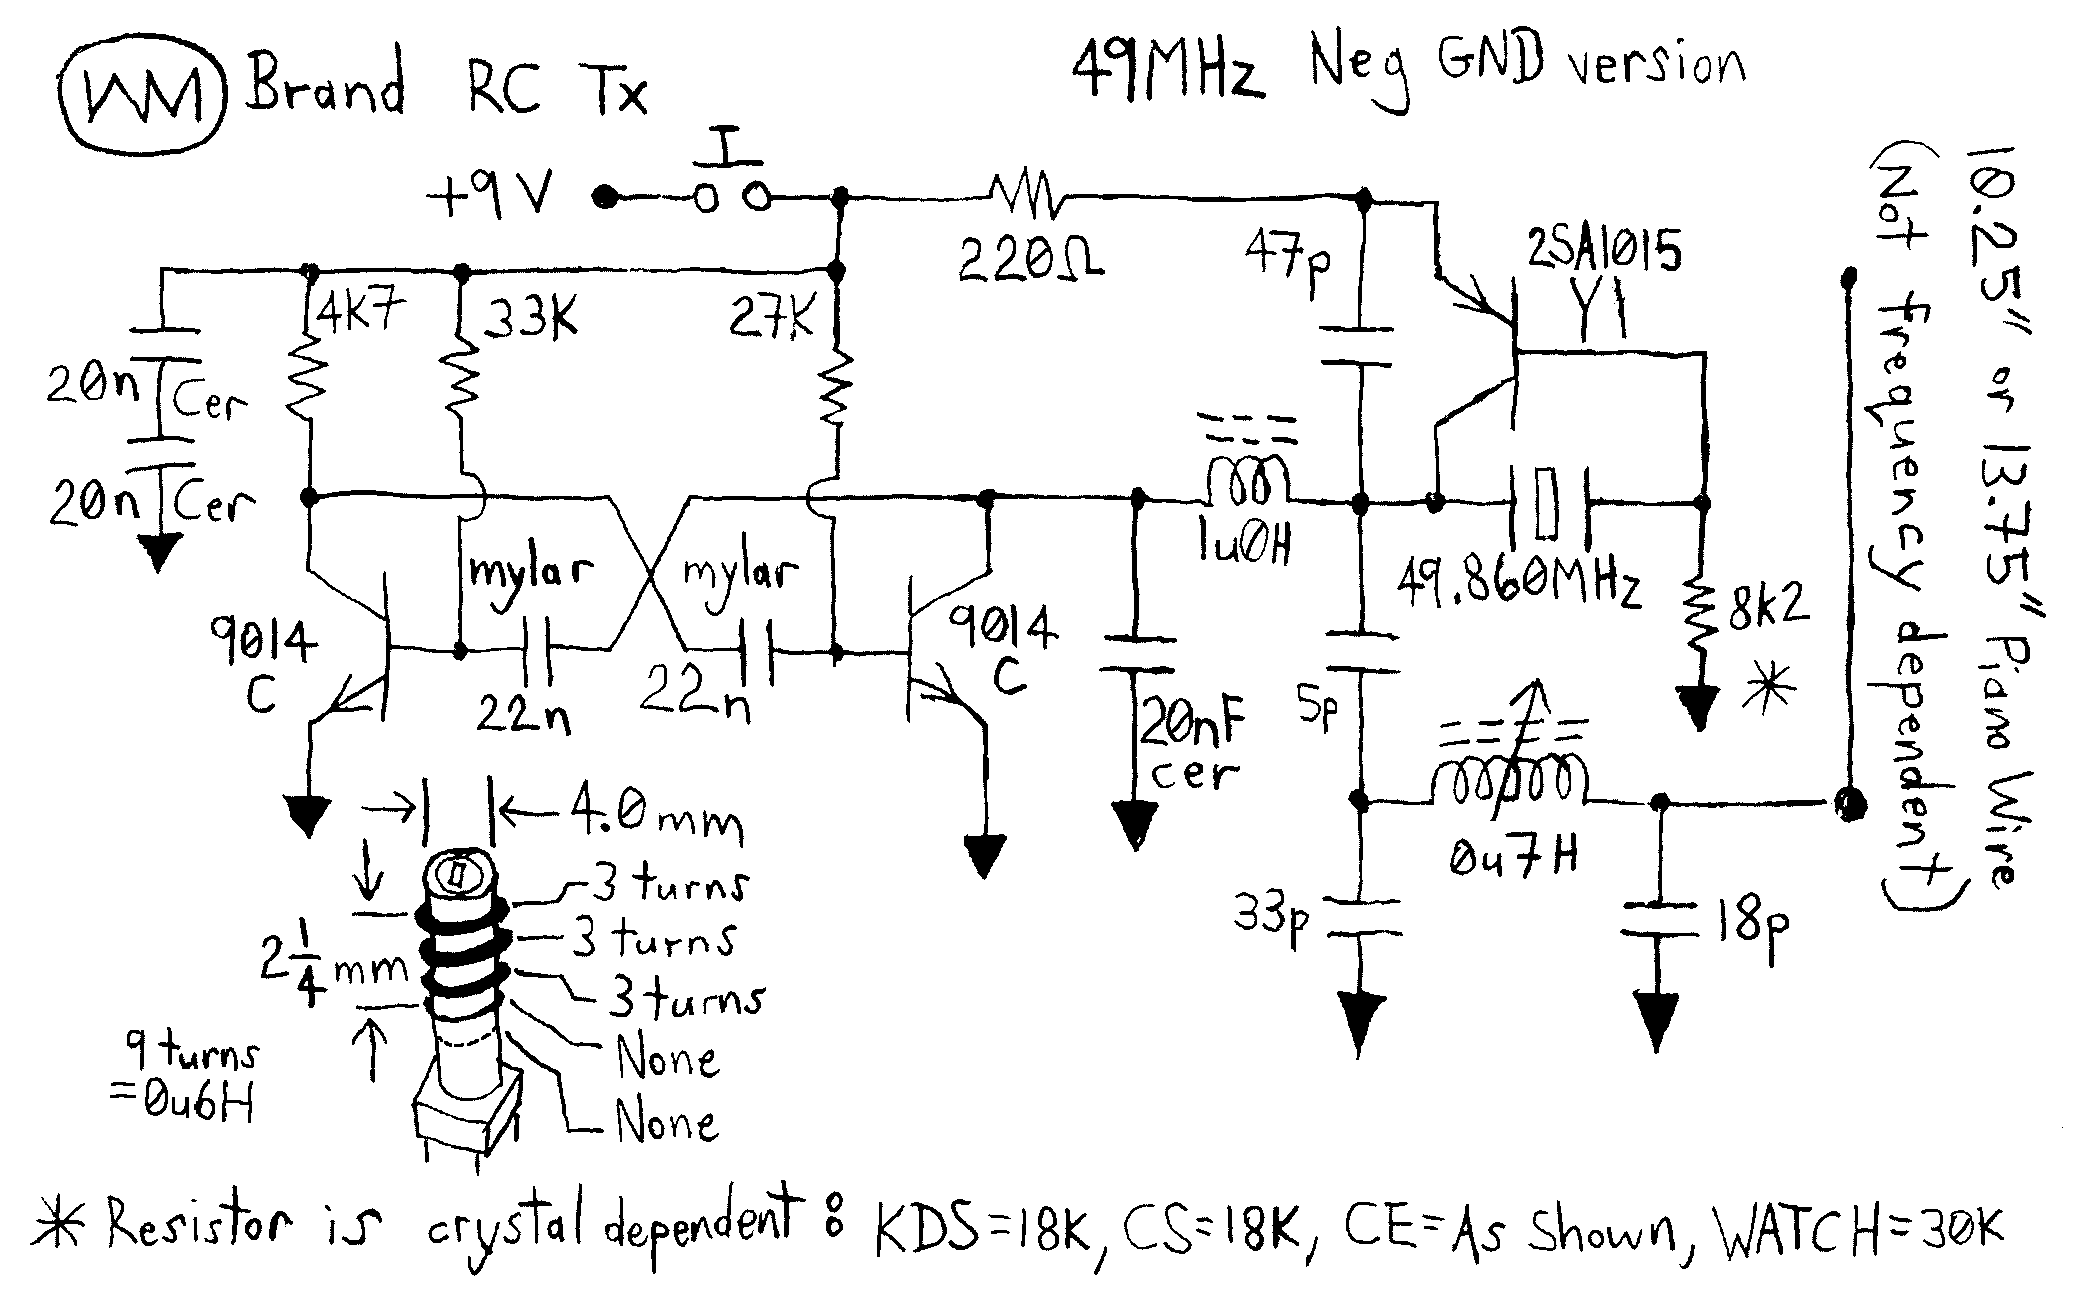 WM Brand RC Tx
49MHz Neg GND version
+9V
220Ω
47p
2SA1015
Y1
4K7
33K
27K
20n Cer
20n Cer
mylar
mylar
1u0H
49.860MHz
8k2
*
9014
C
22n
22n
9014
C
20nF
cer
5p
0u7H
33p
18p
10.25" or 13.75" Piano Wire
(Not frequency dependent)
4.0mm
3 turns
3 turns
3 turns
None
None
2 1/4 mm
9 turns
=0u6H
* Resistor is crystal dependent: KDS=18K, CS=18K, CE=As Shown, WATCH=30K